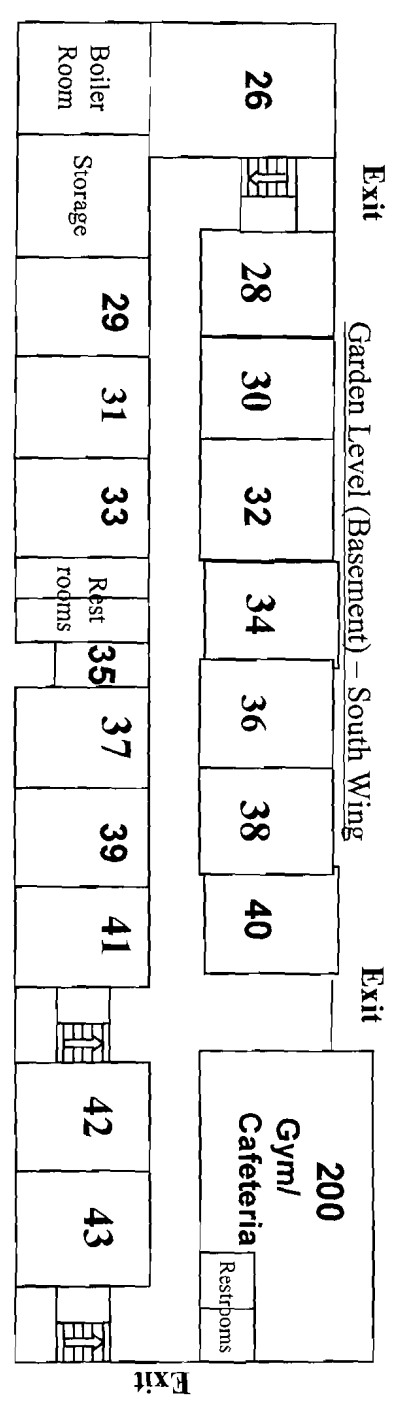 Garden Level (Basement) – South Wing
Exit
Exit
26
28
30
32
34
36
38
40
200
Gym/
Cafeteria
Restrooms
Boiler
Room
Storage
29
31
33
Rest
rooms
35
37
39
41
42
43
Exit